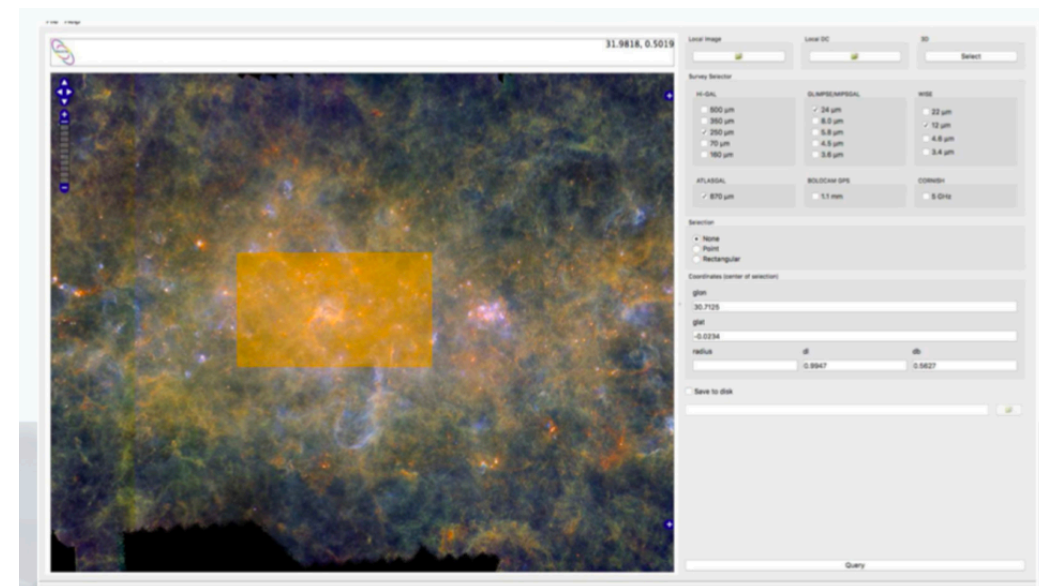 31.9818, 0.5019
Local Image
Local DC
3D
Select
Survey Selector
Hi-GAL
GLIMPSE/MIPSGAL
WISE
500 µm
350 µm
250 µm
70 µm
160 µm
24 µm
8.0 µm
5.8 µm
4.5 µm
3.6 µm
22 µm
12 µm
4.6 µm
3.4 µm
ATLASGAL
BOLOCAM GPS
CORNISH
870 µm
1.1 mm
5 GHz
Selection
None
Point
Rectangular
Coordinates (center of selection)
glon
30.7125
glat
-0.0234
radius
dl
db
0.9947
0.5627
Save to disk
Query